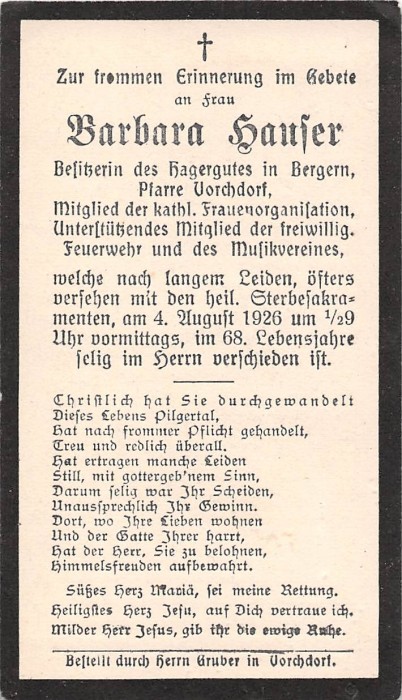 Zur frommen Erinnerung im Gebete
an Frau
Barbara Hauser
Besitzerin des Hagergutes in Bergern,
Pfarre Vorchdorf,
Mitglied der kathl. Frauenorganisation,
Unterstützendes Mitglied der freiwillig.
Feuerwehr und des Musikvereines,
welche nach langem Leiden, öfters
versehen mit den heil. Sterbesakra-
menten, am 4. August 1926 um ½9
Uhr vormittags, im 68. Lebensjahre
selig im Herrn verschieden ist.
Christlich hat Sie durchgewandelt
Dieses Lebens Pilgertal,
Hat nach frommer Pflicht gehandelt,
Treu und redlich überall.
Hat ertragen manche Leiden
Still, mit gottergeb'nem Sinn,
Darum selig war Ihr Scheiden,
Unaussprechlich Ihr Gewinn.
Dort, wo Ihre Lieben wohnen
Und der Gatte Ihrer harrt,
Hat der Herr, Sie zu belohnen,
Himmelsfreuden aufbewahrt.
Süßes Herz Mariä, sei meine Rettung.
Heiligstes Herz Jesu, auf Dich vertraue ich.
Milder Herr Jesus, gib ihr die ewige Ruhe.
Bestellt durch Herrn Gruber in Vorchdorf.